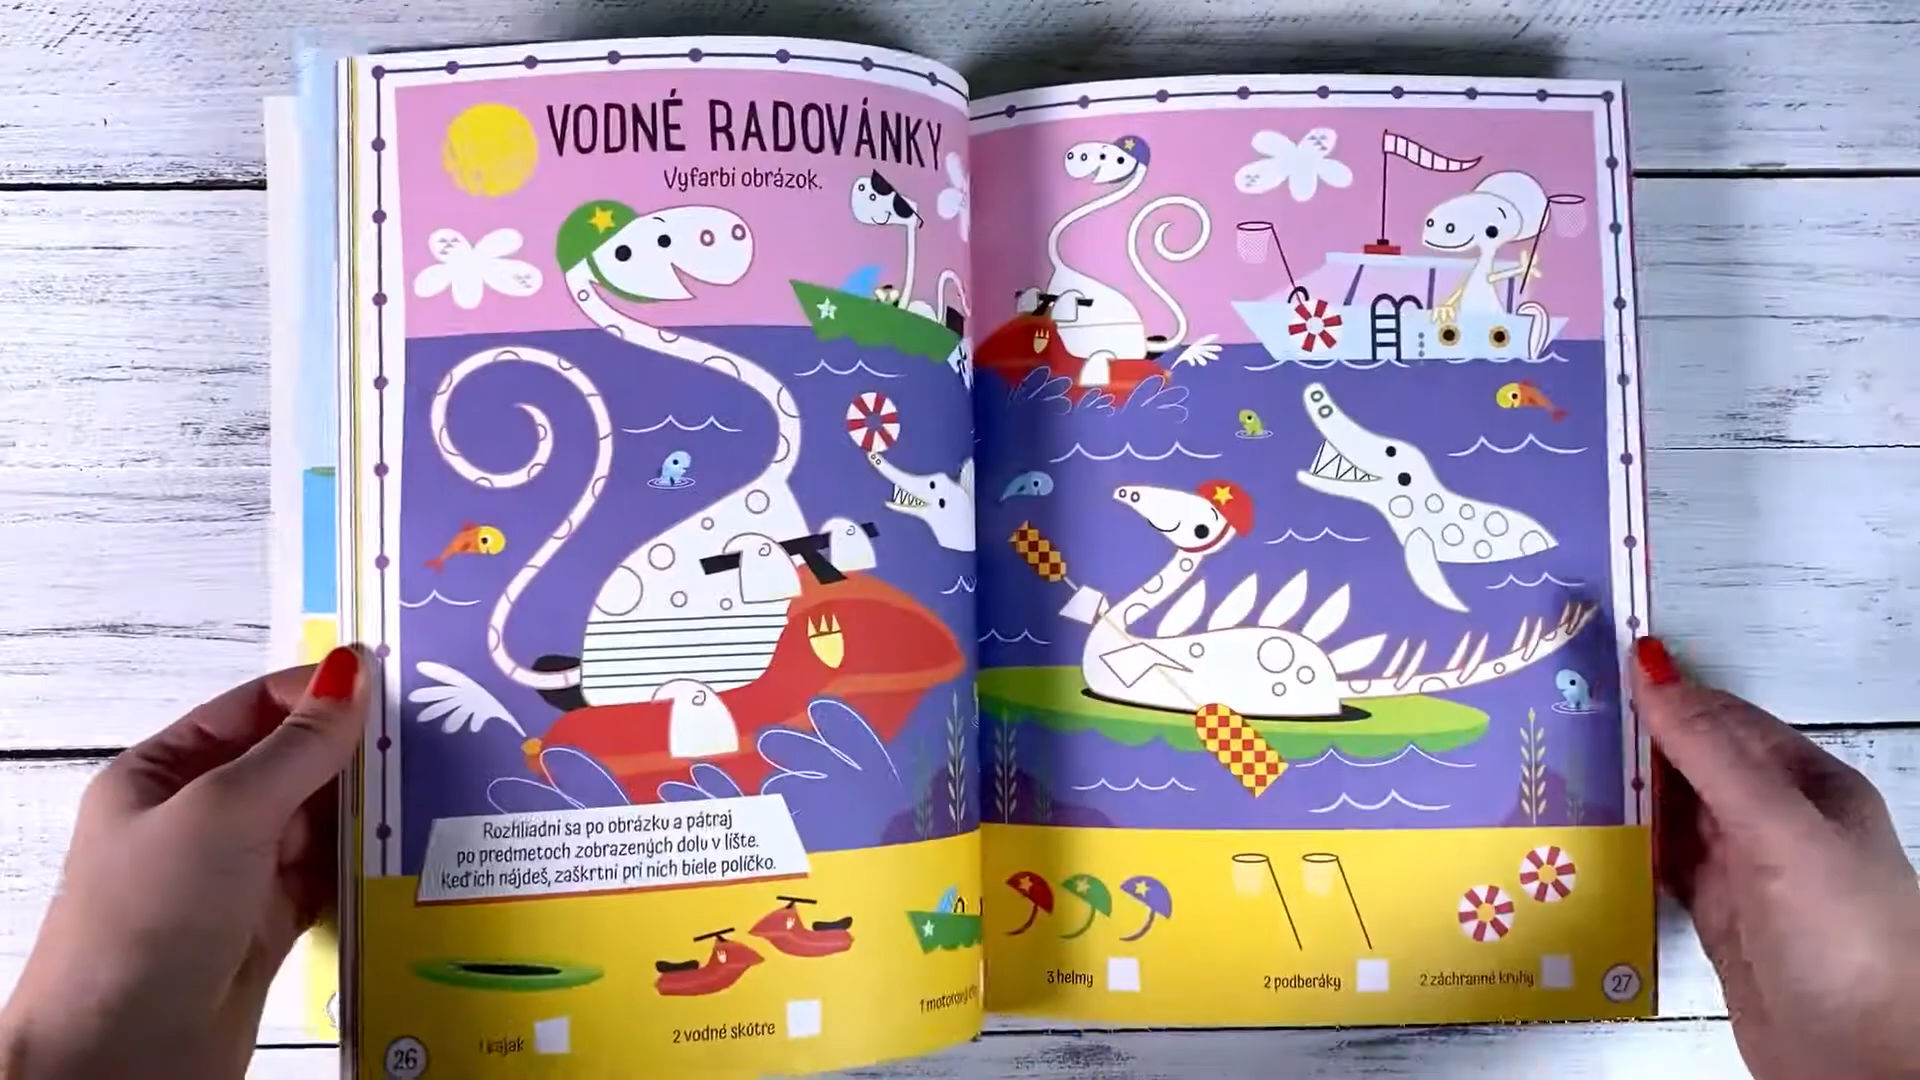 VODNÉ RADOVÁNKY
Vyfarbi obrázok.
Rozhliadni sa po obrázku a pátraj
po predmetoch zobrazených dolu v lište.
Keď ich nájdeš, zaškrtni pri nich biele políčko.
1 kajak
2 vodné skútre
1 motorový
3 helmy
2 podberáky
2 záchranné kruhy
26
27